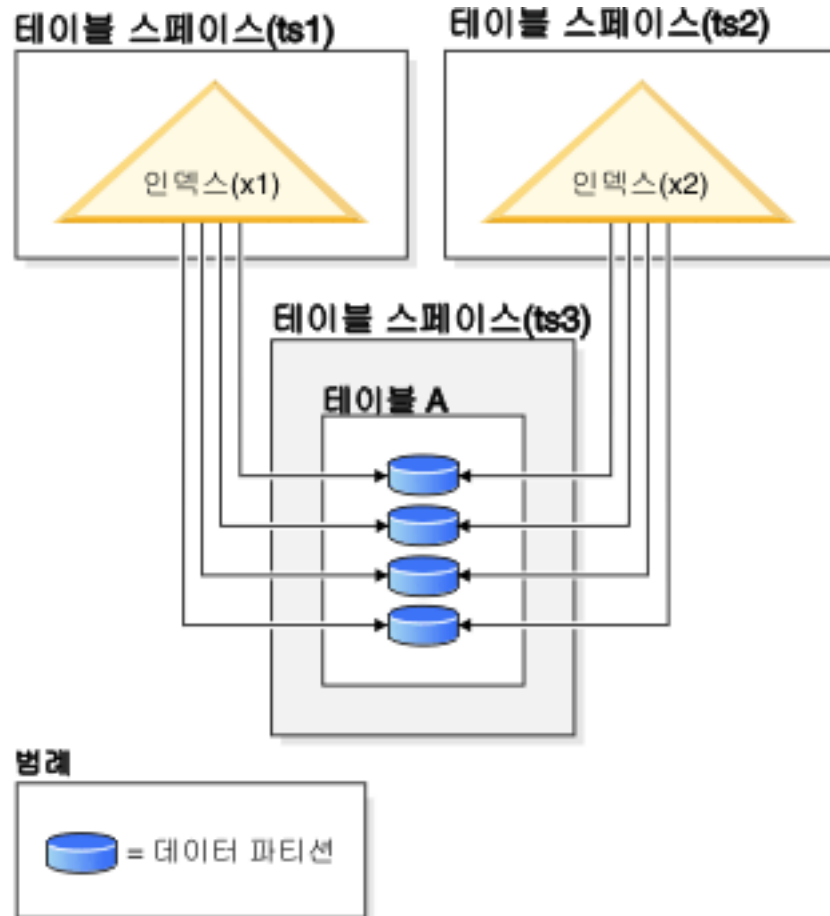 테이블 스페이스(ts1)
테이블 스페이스(ts2)
인덱스(x1)
인덱스(x2)
테이블 스페이스(ts3)
테이블 A
범례
= 데이터 파티션